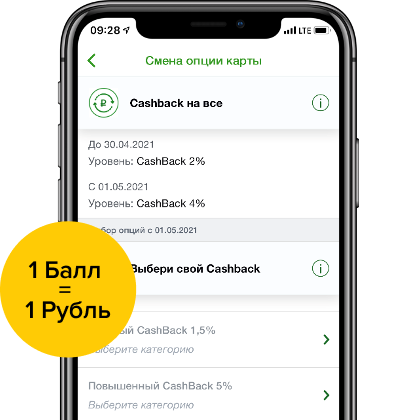 09:28
LTE
Смена опции карты
Cashback на все
До 30.04.2021
Уровень: CashBack 2%
С 01.05.2021
Уровень: CashBack 4%
бор опций с 01.05.2021
Выбери свой Cashback
ый CashBack 1,5%
Выберите категорию
Повышенный CashBack 5%
Выберите категорию
1 Балл
=
1 Рубль